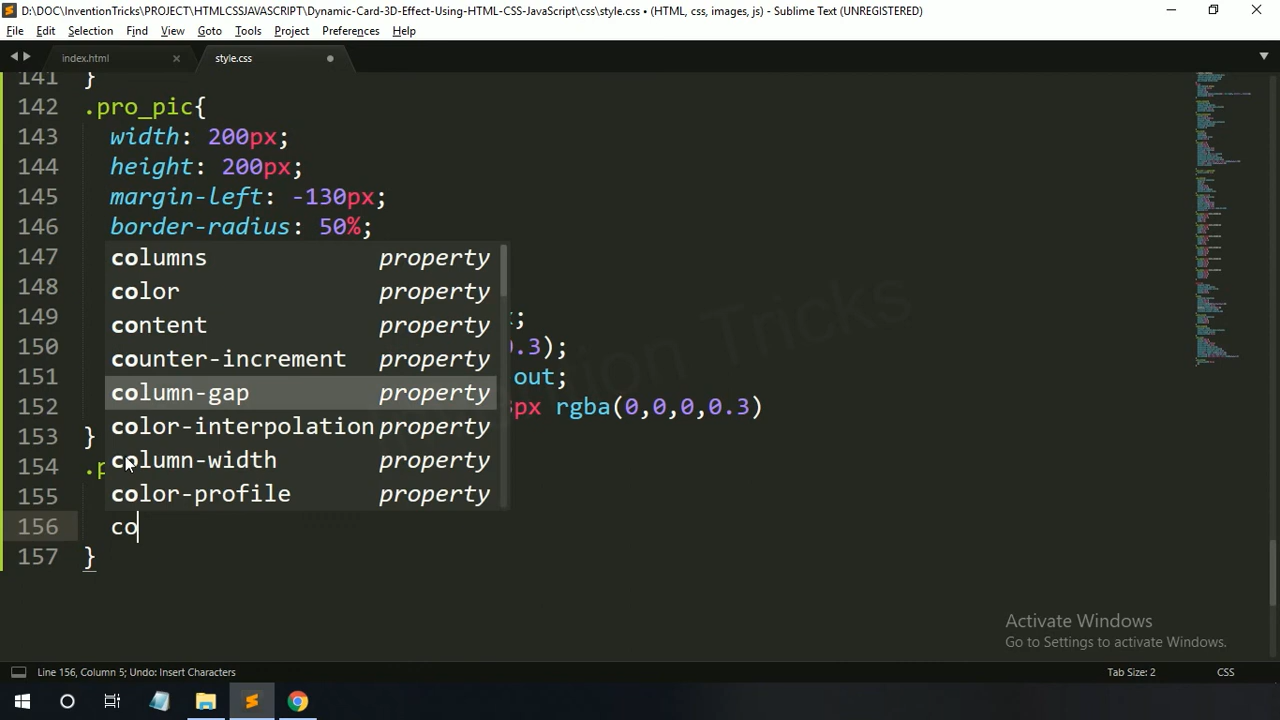 D:\DOC\InventionTricks\PROJECT\HTMLCSSJAVASCRIPT\Dynamic-Card-3D-Effect-Using-HTML-CSS-JavaScript\css\style.css • (HTML, css, images, js) - Sublime Text (UNREGISTERED)
File Edit Selection Find View Goto Tools Project Preferences Help
index.html style.css
141 }
142 .pro_pic{
143 width: 200px;
144 height: 200px;
145 margin-left: -130px;
146 border-radius: 50%;
147 columns property
148 color property
149 content property ;
150 counter-increment property 0.3);
151 column-gap property out;
152 color-interpolation property px rgba(0,0,0,0.3)
153 } column-width property
154 .p color-profile property
155
156 co
157 }
Invention Tricks
Activate Windows
Go to Settings to activate Windows.
Line 156, Column 5; Undo: Insert Characters Tab Size: 2 CSS